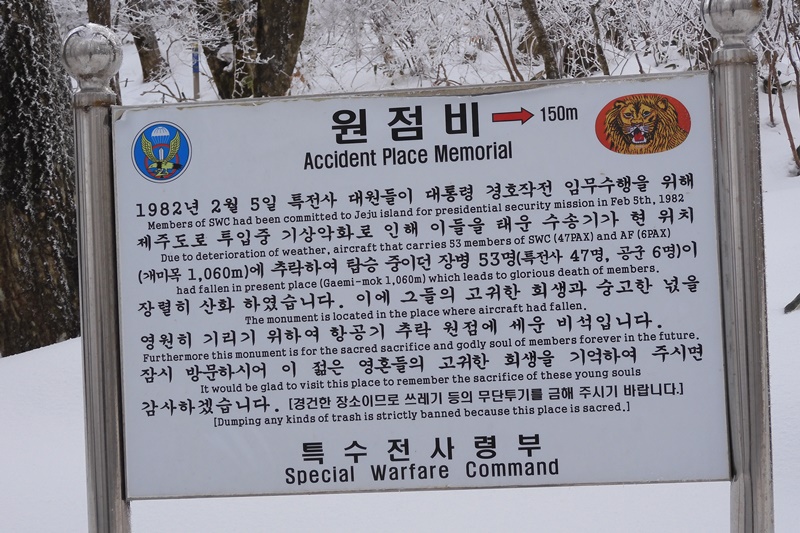 원점비 150m
Accident Place Memorial
1982년 2월 5일 특전사 대원들이 대통령 경호작전 임무수행을 위해
Members of SWC had been committed to Jeju island for presidential security mission in Feb 5th, 1982
제주도로 투입중 기상악화로 인해 이들을 태운 수송기가 현 위치
Due to deterioration of weather, aircraft that carries 53 members of SWC (47PAX) and AF (6PAX)
(개미목 1,060m)에 추락하여 탑승 중이던 장병 53명(특전사 47명, 공군 6명)이
had fallen in present place (Gaemi-mok 1,060m) which leads to glorious death of members.
장렬히 산화 하였습니다. 이에 그들의 고귀한 희생과 숭고한 넋을
The monument is located in the place where aircraft had fallen.
영원히 기리기 위하여 항공기 추락 원점에 세운 비석입니다.
Furthermore this monument is for the sacred sacrifice and godly soul of members forever in the future.
잠시 방문하시어 이 젊은 영혼들의 고귀한 희생을 기억하여 주시면
It would be glad to visit this place to remember the sacrifice of these young souls
감사하겠습니다. [경건한 장소이므로 쓰레기 등의 무단투기를 금해 주시기 바랍니다.]
[Dumping any kinds of trash is strictly banned because this place is sacred.]
특수전사령부
Special Warfare Command